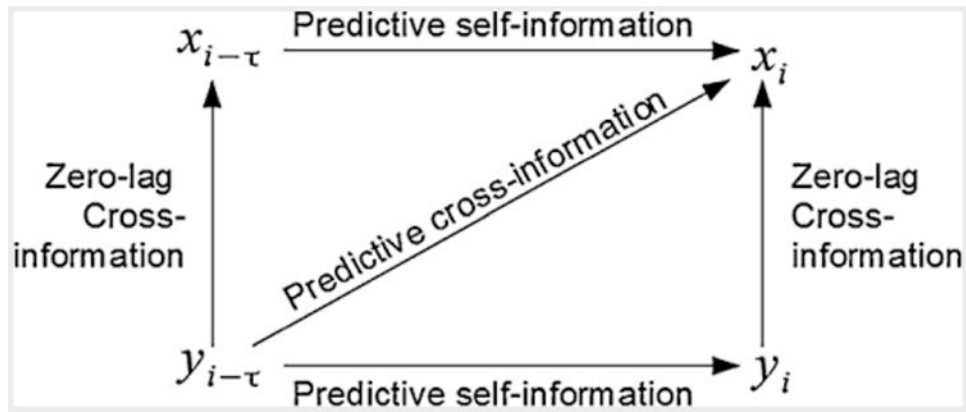 Predictive self-information
x_{i-τ}
x_i
Predictive cross-information
Zero-lag
Cross-
information
Zero-lag
Cross-
information
y_{i-τ}
y_i
Predictive self-information